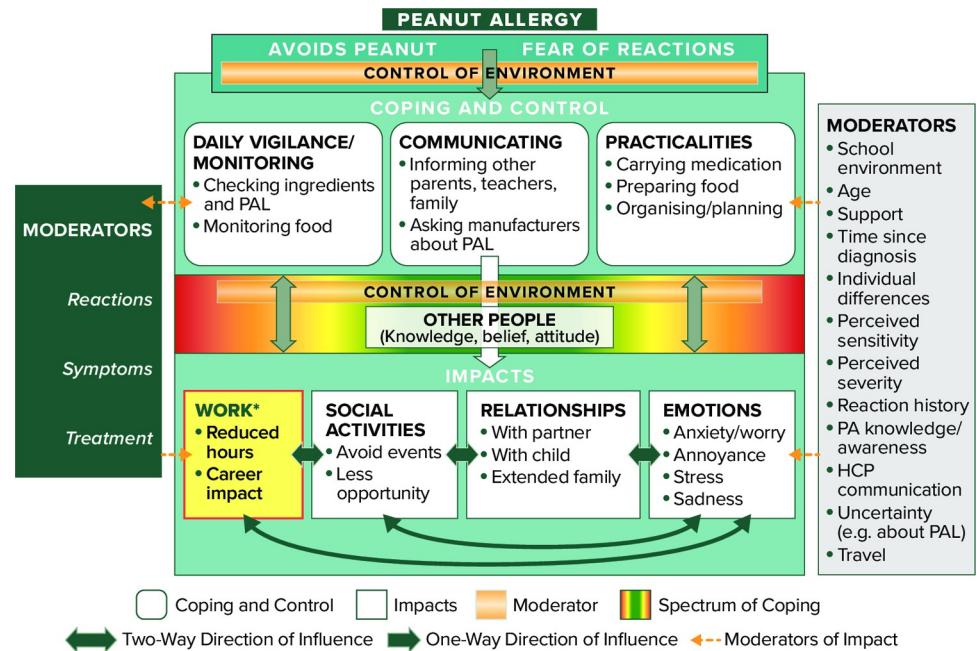 PEANUT ALLERGY
AVOIDS PEANUT
FEAR OF REACTIONS
CONTROL OF ENVIRONMENT
COPING AND CONTROL
DAILY VIGILANCE/
MONITORING
• Checking ingredients
and PAL
• Monitoring food
COMMUNICATING
• Informing other
parents, teachers,
family
• Asking manufacturers
about PAL
PRACTICALITIES
• Carrying medication
• Preparing food
• Organising/planning
MODERATORS
Reactions
Symptoms
Treatment
CONTROL OF ENVIRONMENT
OTHER PEOPLE
(Knowledge, belief, attitude)
IMPACTS
WORK*
• Reduced
hours
• Career
impact
SOCIAL
ACTIVITIES
• Avoid events
• Less
opportunity
RELATIONSHIPS
• With partner
• With child
• Extended family
EMOTIONS
• Anxiety/worry
• Annoyance
• Stress
• Sadness
MODERATORS
• School
environment
• Age
• Support
• Time since
diagnosis
• Individual
differences
• Perceived
sensitivity
• Perceived
severity
• Reaction history
• PA knowledge/
awareness
• HCP
communication
• Uncertainty
(e.g. about PAL)
• Travel
Coping and Control
Impacts
Moderator
Spectrum of Coping
Two-Way Direction of Influence
One-Way Direction of Influence
Moderators of Impact